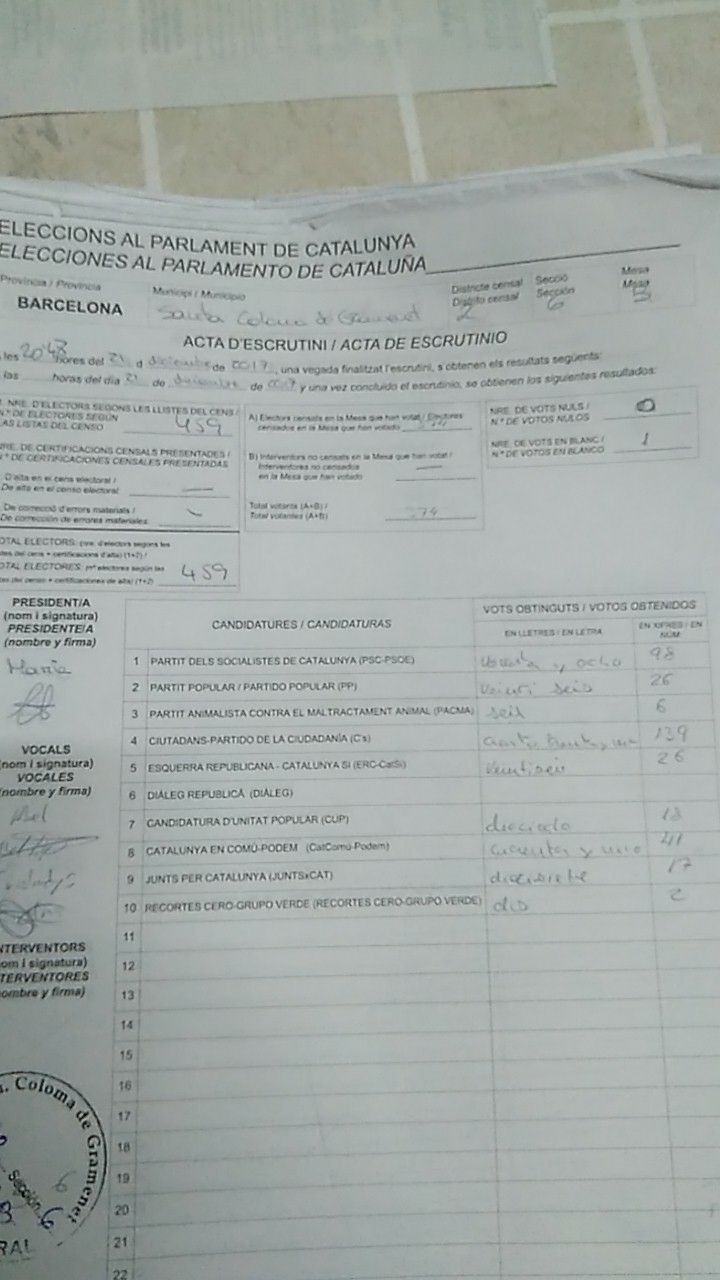 ELECCIONS AL PARLAMENT DE CATALUNYA
ELECCIONES AL PARLAMENTO DE CATALUÑA
Provincia / Provincia Municipi / Municipio Districte censal Secció Mesa
Distrito censal Sección Mesa
BARCELONA Santa Coloma de Gramenet 2 6 B
ACTA D'ESCRUTINI / ACTA DE ESCRUTINIO
les 20'48 hores del 21 d diciembre de 2017, una vegada finalitzat l'escrutini, s'obtenen els resultats següents:
las horas del día 21 de diciembre de 2017 y una vez concluido el escrutinio, se obtienen los siguientes resultados:
NRE. D'ELECTORS SEGONS LES LLISTES DEL CENS /
N.º DE ELECTORES SEGÚN
LAS LISTAS DEL CENSO 459
A) Electors censats en la Mesa que han votat / Electores
censados en la Mesa que han votado
NRE. DE VOTS NULS /
N.º DE VOTOS NULOS 0
NRE. DE VOTS EN BLANC /
N.º DE VOTOS EN BLANCO 1
NRE. DE CERTIFICACIONS CENSALS PRESENTADES /
N.º DE CERTIFICACIONES CENSALES PRESENTADAS
B) Interventors no censats en la Mesa que han votat /
Interventores no censados
en la Mesa que han votado —
D'alta en el cens electoral /
De alta en el censo electoral —
De correcció d'errors materials /
De corrección de errores materiales
Total votants (A+B) /
Total votantes (A+B) 374
TOTAL ELECTORS: (nre. d'electors segons les
llistes del cens + certificacions d'alta) (1+2) /
TOTAL ELECTORES: (nº electores según las
listas del censo + certificaciones de alta) (1+2) 459
PRESIDENT/A
(nom i signatura)
PRESIDENTE/A
(nombre y firma)
María
VOCALS
(nom i signatura)
VOCALES
(nombre y firma)
INTERVENTORS
(nom i signatura)
INTERVENTORES
(nombre y firma)
CANDIDATURES / CANDIDATURAS VOTS OBTINGUTS / VOTOS OBTENIDOS
EN LLETRES / EN LETRA EN XIFRES / EN NÚM.
1 PARTIT DELS SOCIALISTES DE CATALUNYA (PSC-PSOE) noventa y ocho 98
2 PARTIT POPULAR / PARTIDO POPULAR (PP) veinti seis 26
3 PARTIT ANIMALISTA CONTRA EL MALTRACTAMENT ANIMAL (PACMA) seis 6
4 CIUTADANS-PARTIDO DE LA CIUDADANÍA (C's) 139
5 ESQUERRA REPUBLICANA - CATALUNYA SÍ (ERC-CatSí) veintiseis 26
6 DIÀLEG REPUBLICÀ (DIÀLEG)
7 CANDIDATURA D'UNITAT POPULAR (CUP) dieciocho 18
8 CATALUNYA EN COMÚ-PODEM (CatComú-Podem) cuarenta y uno 41
9 JUNTS PER CATALUNYA (JUNTSxCAT) diecisiete 17
10 RECORTES CERO-GRUPO VERDE (RECORTES CERO-GRUPO VERDE) dos 2
11
12
13
14
15
16
17
18
19
20
21
22
Coloma de Gramenet
Sección 6